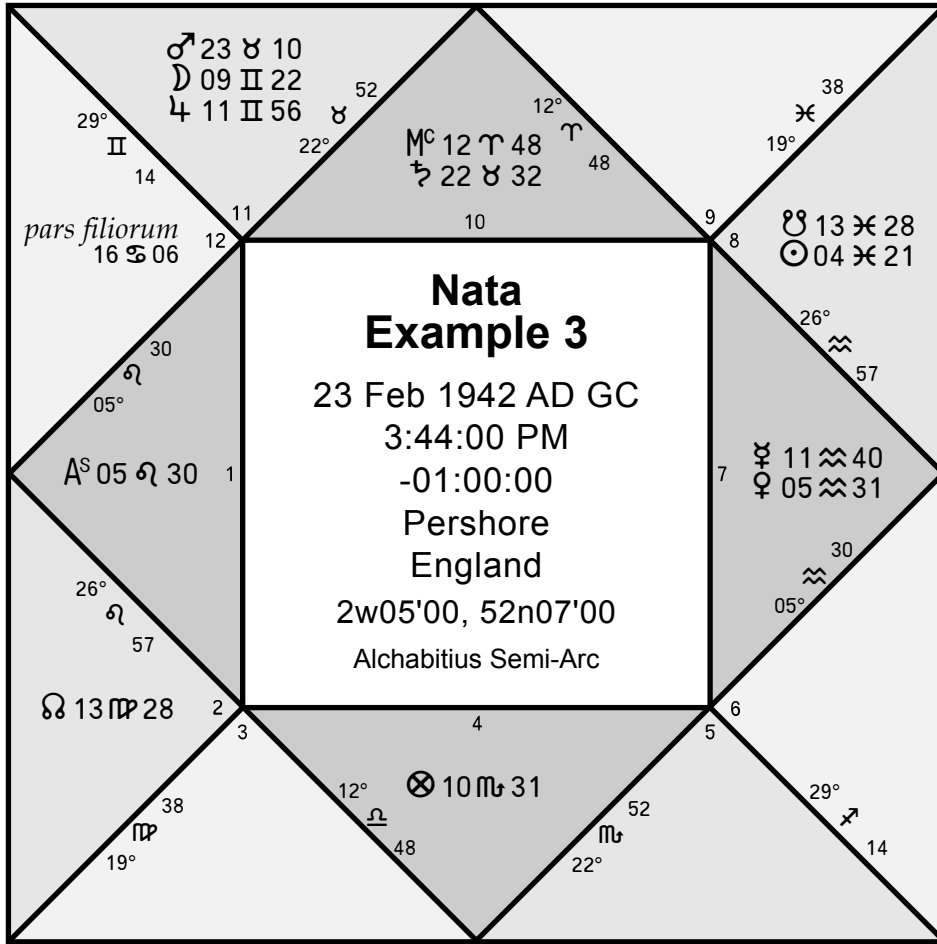 ♂ 23 ♉ 10
☽ 09 ♊ 22
♃ 11 ♊ 56
52
♉
22°
29°
♊
14
Mc 12 ♈ 48
♄ 22 ♉ 32
12°
♈
48
38
♓
19°
11
12
10
9
8
pars filiorum
16 ♋ 06
☋ 13 ♓ 28
☉ 04 ♓ 21
Nata
Example 3
23 Feb 1942 AD GC
3:44:00 PM
-01:00:00
Pershore
England
2w05'00, 52n07'00
Alchabitius Semi-Arc
26°
♒
57
30
♌
05°
As 05 ♌ 30
1
7
☿ 11 ♒ 40
♀ 05 ♒ 31
30
♒
05°
26°
♌
57
☊ 13 ♍ 28
2
3
4
6
5
⊗ 10 ♏ 31
38
♍
19°
12°
♎
48
52
♏
22°
29°
♐
14